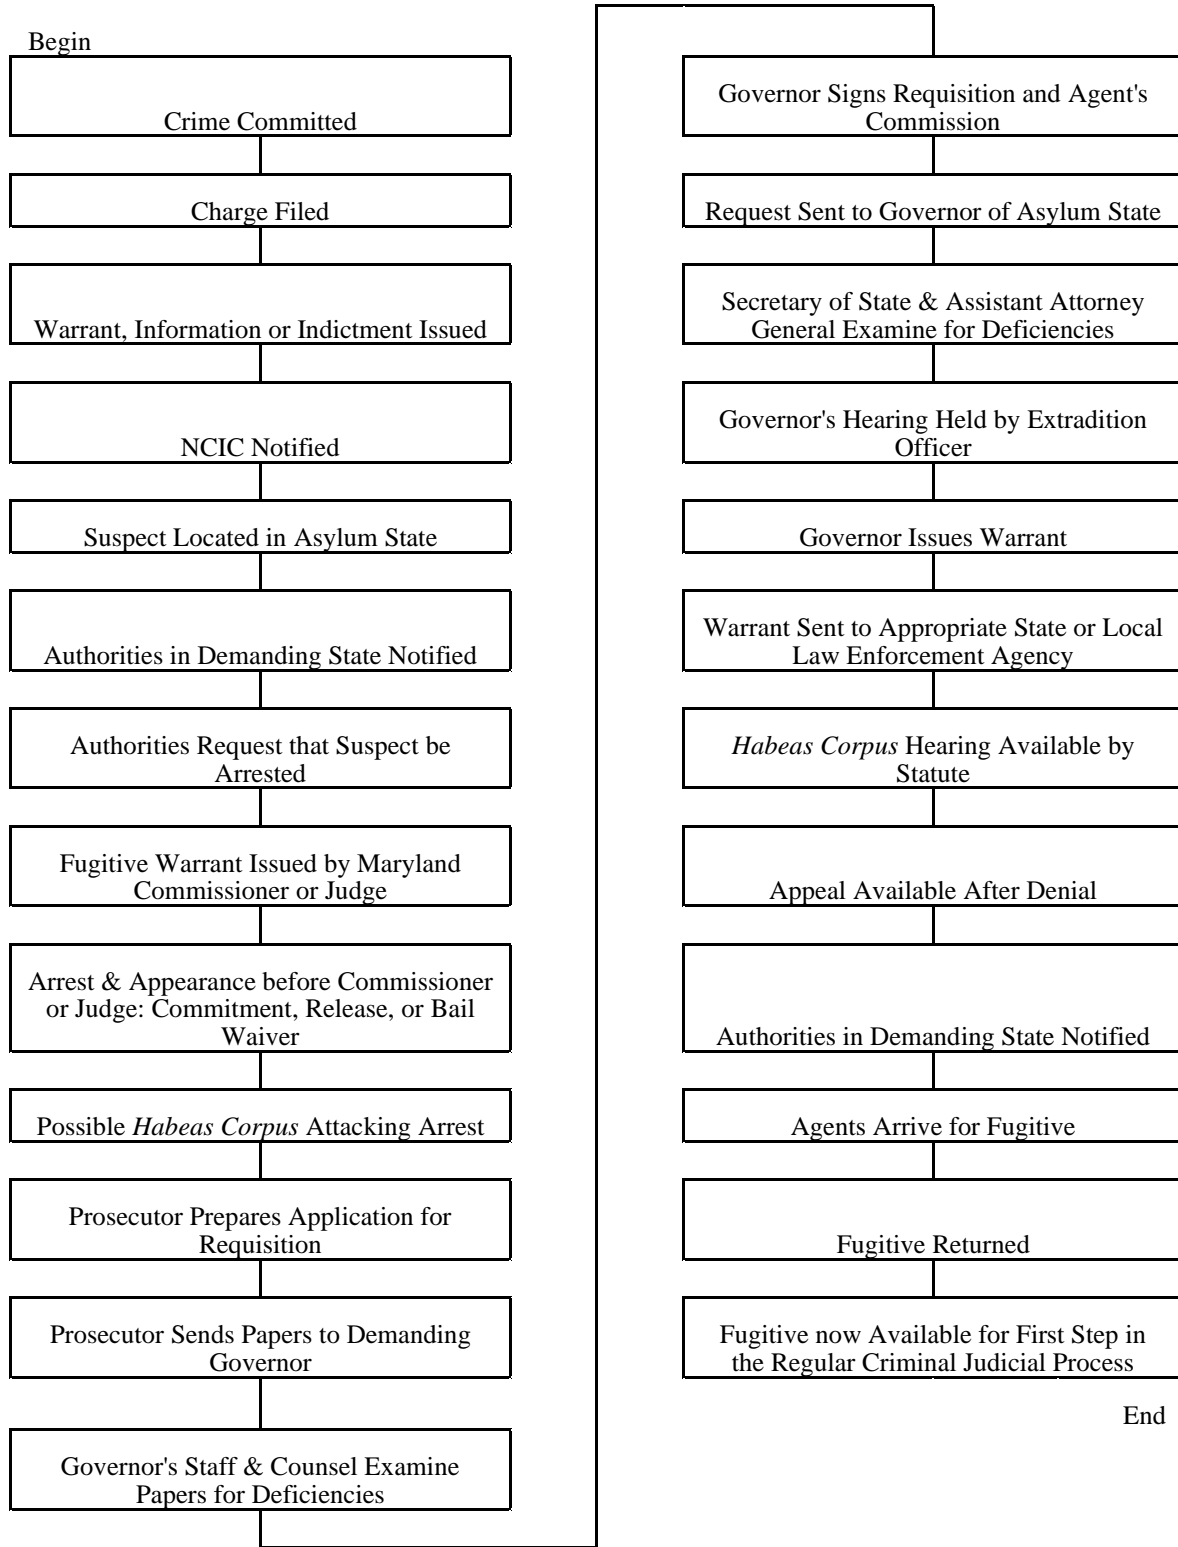 Begin
Crime Committed
Charge Filed
Warrant, Information or Indictment Issued
NCIC Notified
Suspect Located in Asylum State
Authorities in Demanding State Notified
Authorities Request that Suspect be
Arrested
Fugitive Warrant Issued by Maryland
Commissioner or Judge
Arrest & Appearance before Commissioner
or Judge: Commitment, Release, or Bail
Waiver
Possible Habeas Corpus Attacking Arrest
Prosecutor Prepares Application for
Requisition
Prosecutor Sends Papers to Demanding
Governor
Governor's Staff & Counsel Examine
Papers for Deficiencies
Governor Signs Requisition and Agent's
Commission
Request Sent to Governor of Asylum State
Secretary of State & Assistant Attorney
General Examine for Deficiencies
Governor's Hearing Held by Extradition
Officer
Governor Issues Warrant
Warrant Sent to Appropriate State or Local
Law Enforcement Agency
Habeas Corpus Hearing Available by
Statute
Appeal Available After Denial
Authorities in Demanding State Notified
Agents Arrive for Fugitive
Fugitive Returned
Fugitive now Available for First Step in
the Regular Criminal Judicial Process
End